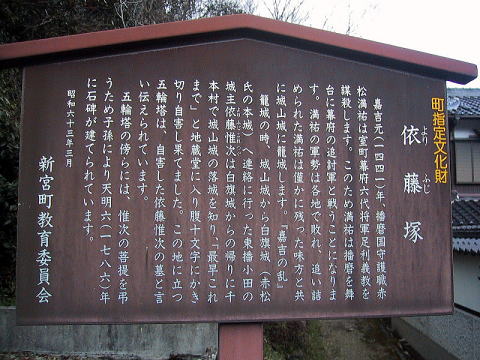 町指定文化財
依藤塚
より ふじ
嘉吉元(一四四一)年、播磨国守護職赤
松満祐は室町幕府六代将軍足利義教を
謀殺します。このため満祐は播磨を舞
台に幕府の追討軍と戦うことになりま
す。満祐の軍勢は各地で敗れ、追い詰
められた満祐は僅かに残った味方と共
に城山城に籠城します。『嘉吉の乱』
籠城の時、城山城から白旗城(赤松
氏の本城)へ連絡に行った東播小田の
城主依藤惟次は白旗城からの帰りに千
本村で城山城の落城を知り「最早これ
まで」と地蔵堂に入り腹十文字にかき
切り自害し果てました。この地に立つ
五輪塔は、自害した依藤惟次の墓と言
い伝えられています。
五輪塔の傍らには、惟次の菩提を弔
うため子孫により天明六(一七八六)年
に石碑が建てられています。
昭和六十三年三月
新宮町教育委員会